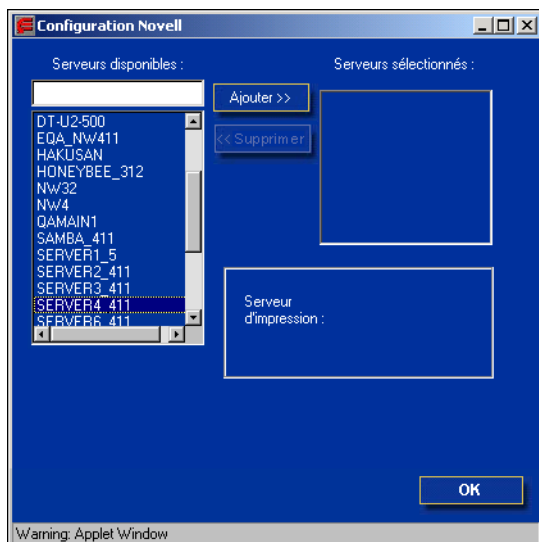 Configuration Novell
Serveurs disponibles :
Serveurs sélectionnés :
Ajouter >>
<< Supprimer
DT-U2-500
EQA_NW411
HAKUSAN
HONEYBEE_312
NW32
NW4
QAMAIN1
SAMBA_411
SERVER1_5
SERVER2_411
SERVER3_411
SERVER4_411
SERVER6_411
Serveur
d'impression :
OK
Warning: Applet Window